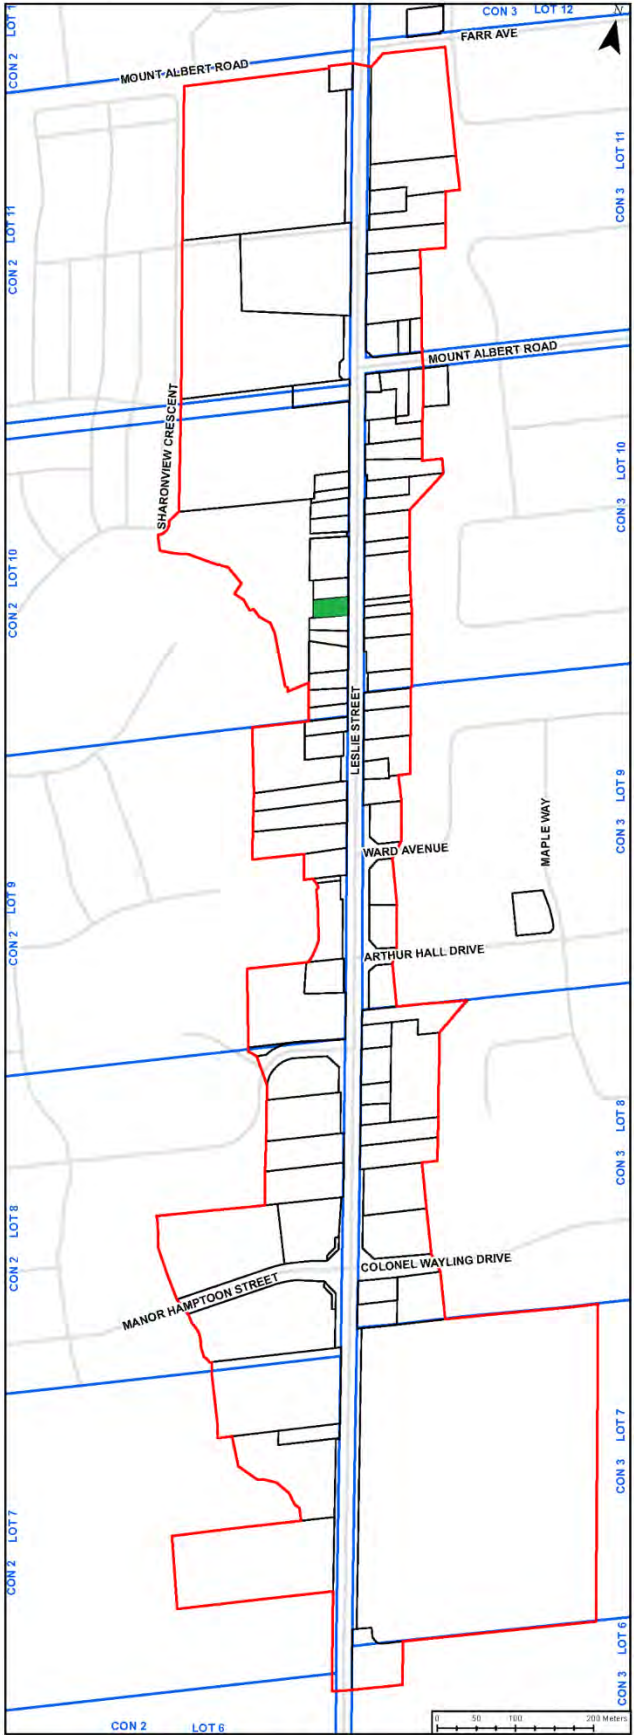 CON 3 LOT 12
N
FARR AVE
CON 2 LOT 1
MOUNT ALBERT ROAD
CON 3 LOT 11
CON 2 LOT 11
MOUNT ALBERT ROAD
SHARONVIEW CRESCENT
CON 3 LOT 10
CON 2 LOT 10
LESLIE STREET
CON 3 LOT 9
MAPLE WAY
WARD AVENUE
CON 2 LOT 9
ARTHUR HALL DRIVE
CON 3 LOT 8
CON 2 LOT 8
COLONEL WAYLING DRIVE
MANOR HAMPTOON STREET
CON 3 LOT 7
CON 2 LOT 7
CON 3 LOT 6
CON 2 LOT 6
0 50 100 200 Meters